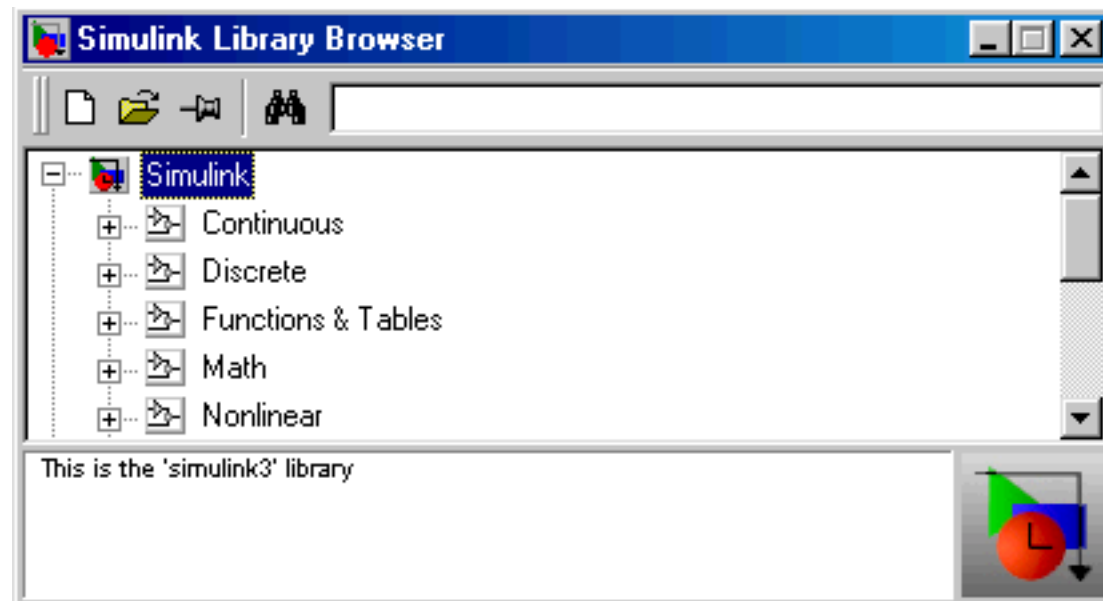 Simulink Library Browser
Simulink
Continuous
Discrete
Functions & Tables
Math
Nonlinear
This is the 'simulink3' library